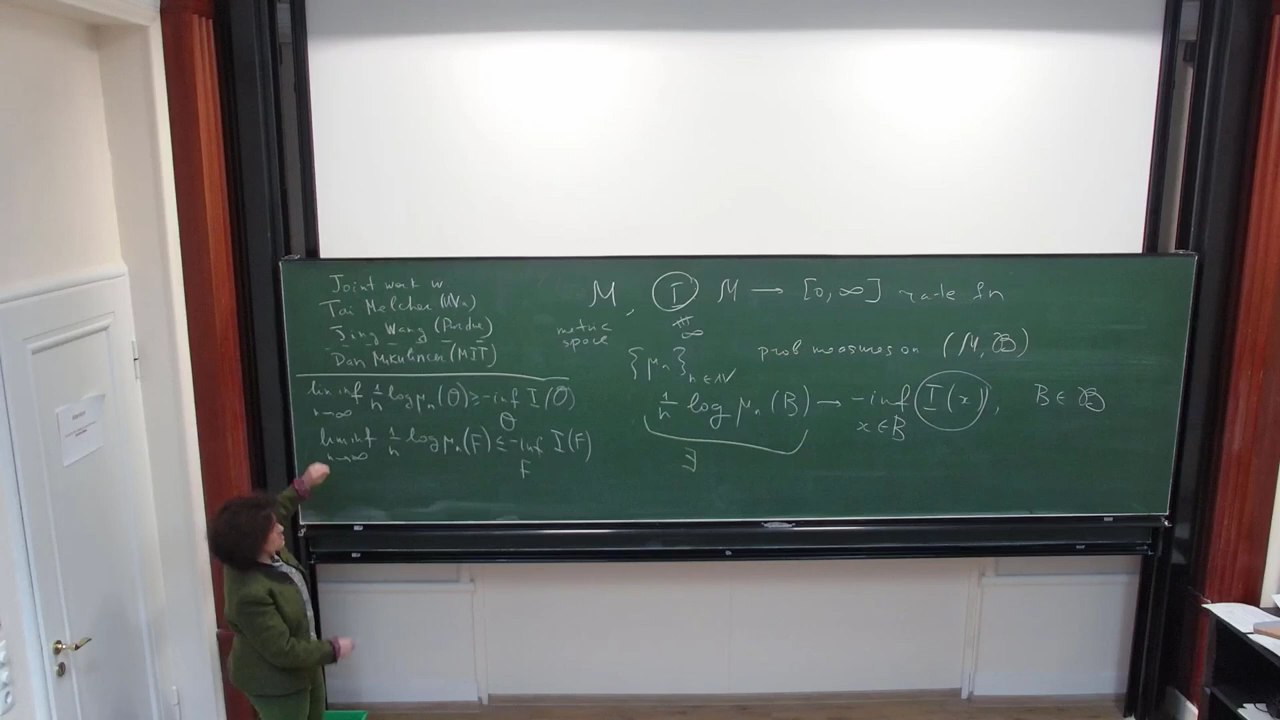 Joint work w
Tai Melcher (UVa)
Jing Wang (Purdue)
Dan Mikulincer (MIT)
lim inf 1/n log μₙ(O) ≥ -inf I(O)
n→∞ O
lim inf 1/n log μₙ(F) ≤ -inf I(F)
n→∞ F
M, I M → [0, ∞] rate fn
metric space
≢ ∞
{μₙ}n∈ℕ prob measures on (M, ℬ)
1/n log μₙ(B) → -inf I(x), B ∈ ℬ
x∈B
∃